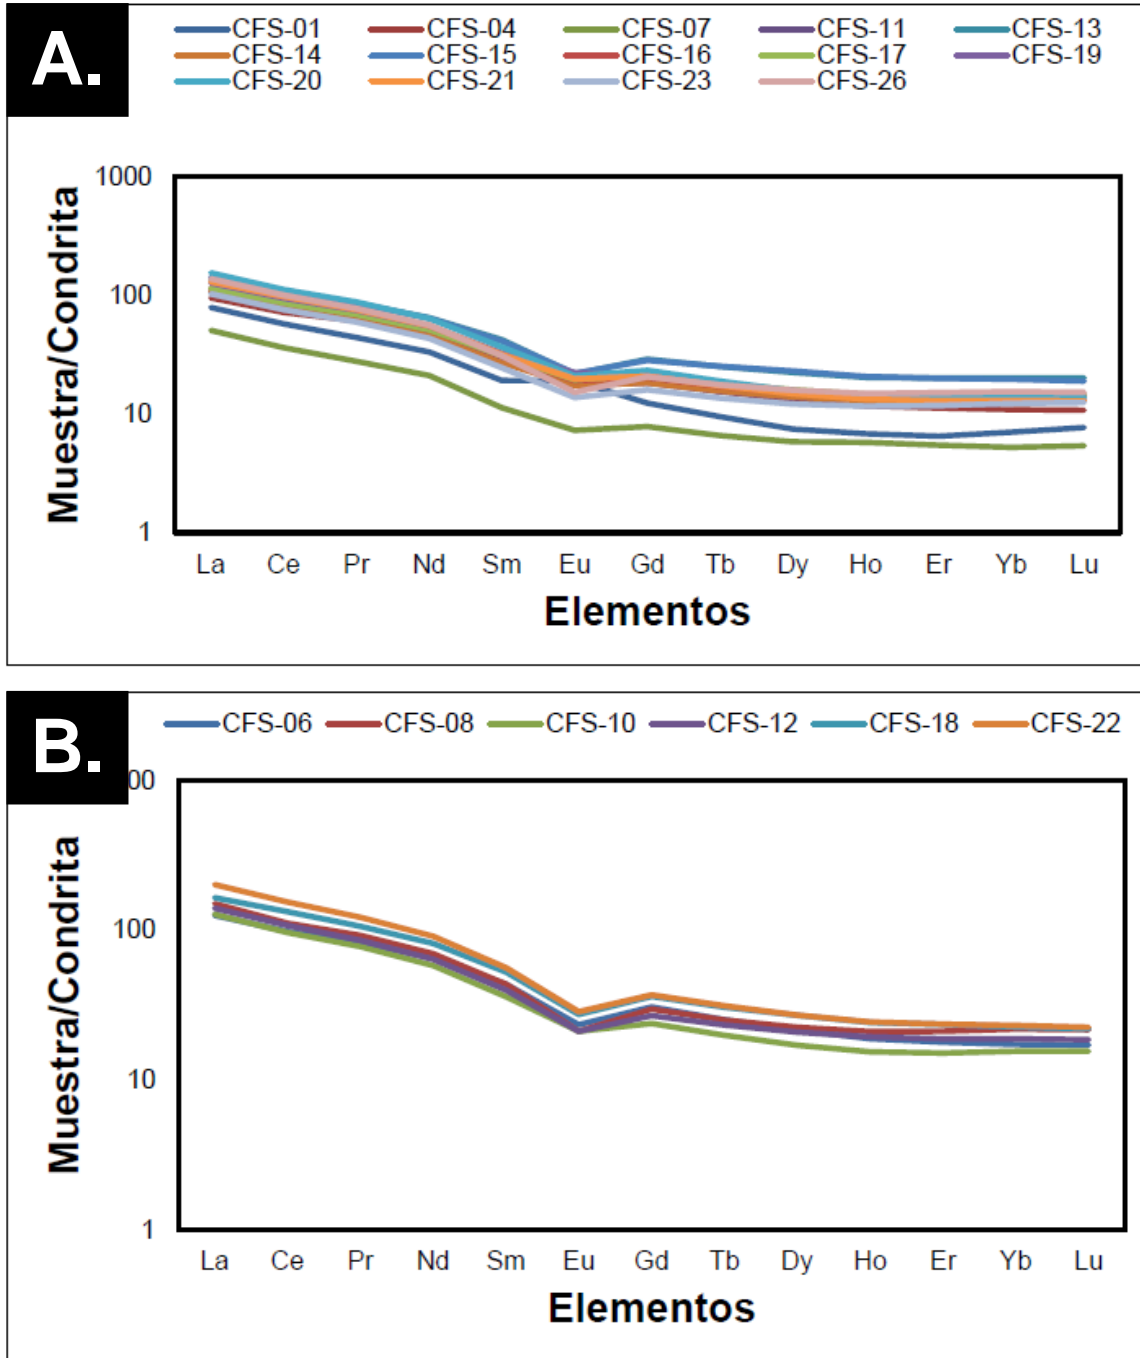 A.
CFS-01 CFS-04 CFS-07 CFS-11 CFS-13
CFS-14 CFS-15 CFS-16 CFS-17 CFS-19
CFS-20 CFS-21 CFS-23 CFS-26
1000
100
10
1
Muestra/Condrita
La Ce Pr Nd Sm Eu Gd Tb Dy Ho Er Yb Lu
Elementos
B.
CFS-06 CFS-08 CFS-10 CFS-12 CFS-18 CFS-22
00
100
10
1
Muestra/Condrita
La Ce Pr Nd Sm Eu Gd Tb Dy Ho Er Yb Lu
Elementos